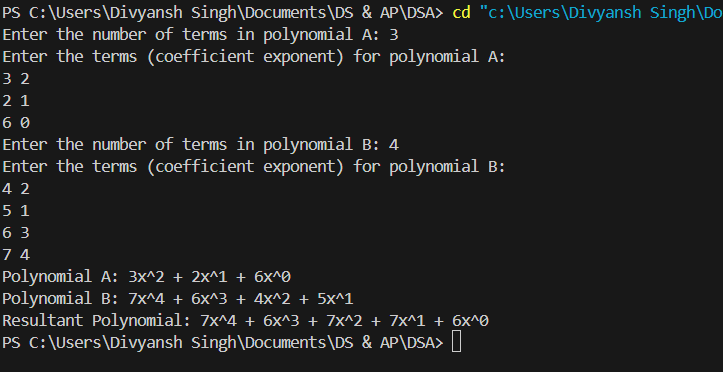 PS C:\Users\Divyansh Singh\Documents\DS & AP\DSA> cd "c:\Users\Divyansh Singh\Do
Enter the number of terms in polynomial A: 3
Enter the terms (coefficient exponent) for polynomial A:
3 2
2 1
6 0
Enter the number of terms in polynomial B: 4
Enter the terms (coefficient exponent) for polynomial B:
4 2
5 1
6 3
7 4
Polynomial A: 3x^2 + 2x^1 + 6x^0
Polynomial B: 7x^4 + 6x^3 + 4x^2 + 5x^1
Resultant Polynomial: 7x^4 + 6x^3 + 7x^2 + 7x^1 + 6x^0
PS C:\Users\Divyansh Singh\Documents\DS & AP\DSA>